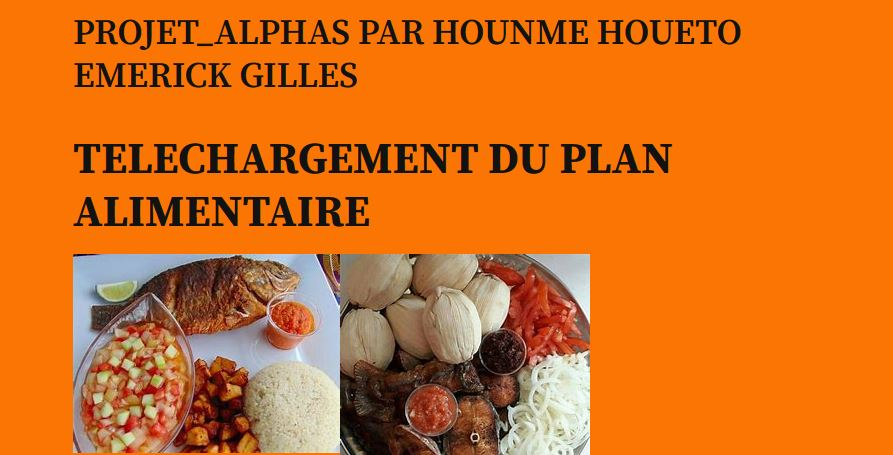 PROJET_ALPHAS PAR HOUNME HOUETO
EMERICK GILLES
TELECHARGEMENT DU PLAN
ALIMENTAIRE